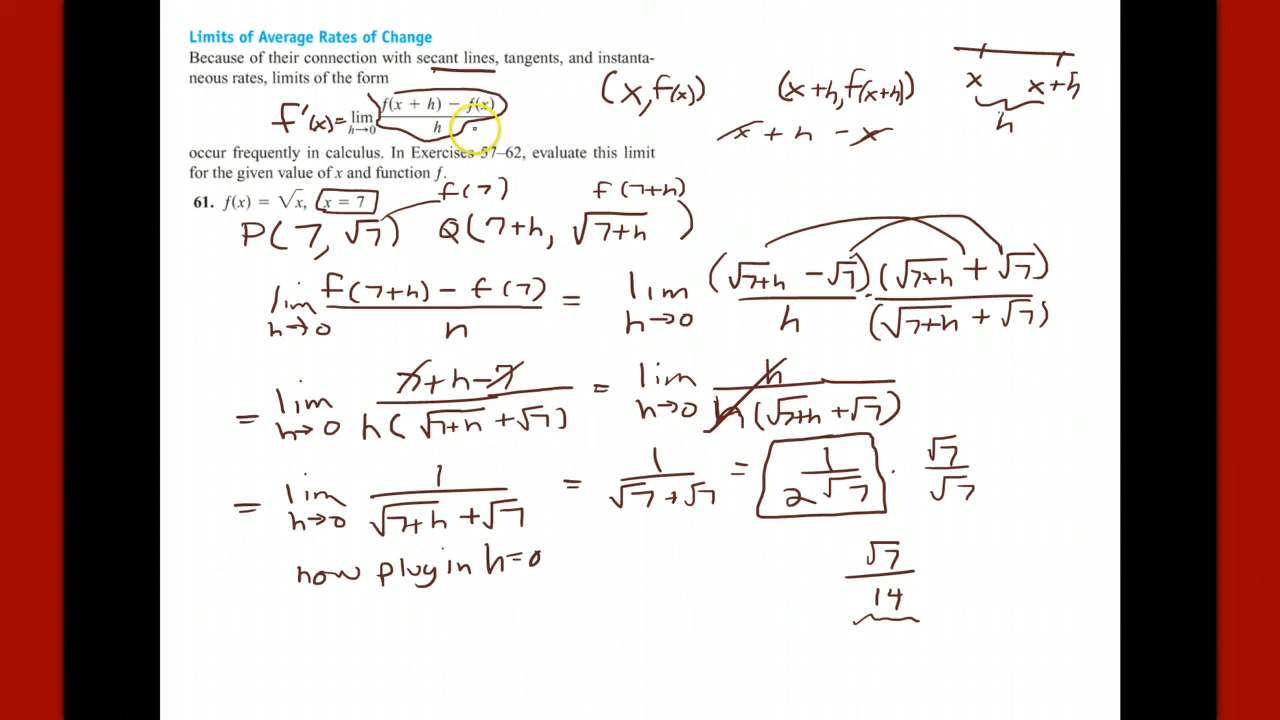 Limits of Average Rates of Change
Because of their connection with secant lines, tangents, and instanta-
neous rates, limits of the form
f'(x) = lim h→0 f(x + h) − f(x) / h
(x, f(x)) (x+h, f(x+h))
x x+h
h
x + h − x
occur frequently in calculus. In Exercises 57–62, evaluate this limit
for the given value of x and function f.
61. f(x) = √x, x = 7
f(7) f(7+h)
P(7, √7) Q(7+h, √7+h)
lim h→0 f(7+h) − f(7) / h = lim h→0 (√7+h − √7) / h · (√7+h + √7) / (√7+h + √7)
= lim h→0 7+h−7 / h(√7+h + √7) = lim h→0 h / h(√7+h + √7)
= lim h→0 1 / √7+h + √7 = 1 / √7 + √7 = 1 / 2√7 · √7 / √7
now plug in h=0
√7 / 14